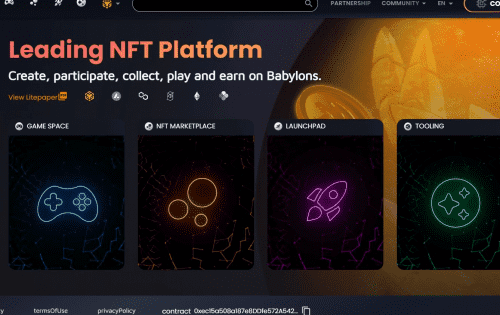 PARTNERSHIP COMMUNITY EN
Leading NFT Platform
Create, participate, collect, play and earn on Babylons.
View Litepaper
GAME SPACE NFT MARKETPLACE LAUNCHPAD TOOLING
termsOfUse privacyPolicy contract